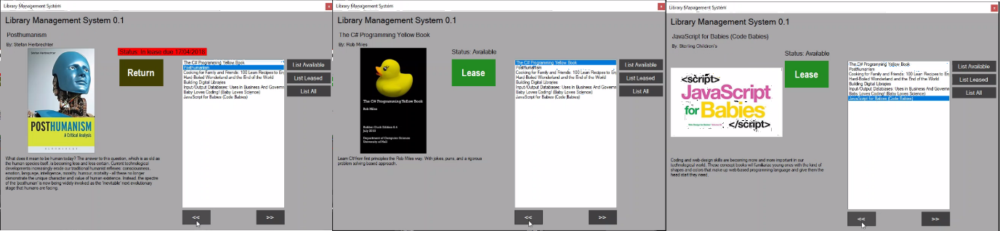 Library Management System
x
Library Management System 0.1
Posthumanism
By: Stefan Herbrechter
Status: In lease due 17/04/2018
Return
Stefan Herbrechter
POSTHUMANISM
A Critical Analysis
BLOOMSBURY
The C# Programming Yellow Book
Posthumanism
Cooking for Family and Friends: 100 Lean Recipes to En
Hard-Boiled Wonderland and the End of the World
Building Digital Libraries
Input/Output Databases: Uses in Business And Governm
Baby Loves Coding! (Baby Loves Science)
JavaScript for Babies (Code Babies)
List Available
List Leased
List All
What does it mean to be human today? The answer to this question, which is as old as
the human species itself, is becoming less and less certain. Current technological
developments increasingly erode our traditional humanist reflexes: consciousness,
emotion, language, intelligence, morality, humour, mortality - all these no longer
demonstrate the unique character and value of human existence. Instead, the spectre
of the 'posthuman' is now being widely invoked as the 'inevitable' next evolutionary
stage that humans are facing.
<<
>>
Library Management System
x
Library Management System 0.1
The C# Programming Yellow Book
By: Rob Miles
Status: Available
Lease
The C# Programming Yellow Book
Rob Miles
Rubber Duck Edition 8.4
July 2018
Department of Computer Science
University of Hull
The C# Programming Yellow Book
Posthumanism
Cooking for Family and Friends: 100 Lean Recipes to En
Hard-Boiled Wonderland and the End of the World
Building Digital Libraries
Input/Output Databases: Uses in Business And Governm
Baby Loves Coding! (Baby Loves Science)
JavaScript for Babies (Code Babies)
List Available
List Leased
List All
Learn C# from first principles the Rob Miles way. With jokes, puns, and a rigorous
problem solving based approach.
<<
>>
Library Management System
x
Library Management System 0.1
JavaScript for Babies (Code Babies)
By: Sterling Children's
Status: Available
Lease
<script>
JavaScript
for Babies
</script>
The C# Programming Yellow Book
Posthumanism
Cooking for Family and Friends: 100 Lean Recipes to En
Hard-Boiled Wonderland and the End of the World
Building Digital Libraries
Input/Output Databases: Uses in Business And Governm
Baby Loves Coding! (Baby Loves Science)
JavaScript for Babies (Code Babies)
List Available
List Leased
List All
Coding and web-design skills are becoming more and more important in our
technological world. These concept books will familiarize young ones with the kind of
shapes and colors that make up web-based programming language and give them the
head start they need.
<<
>>